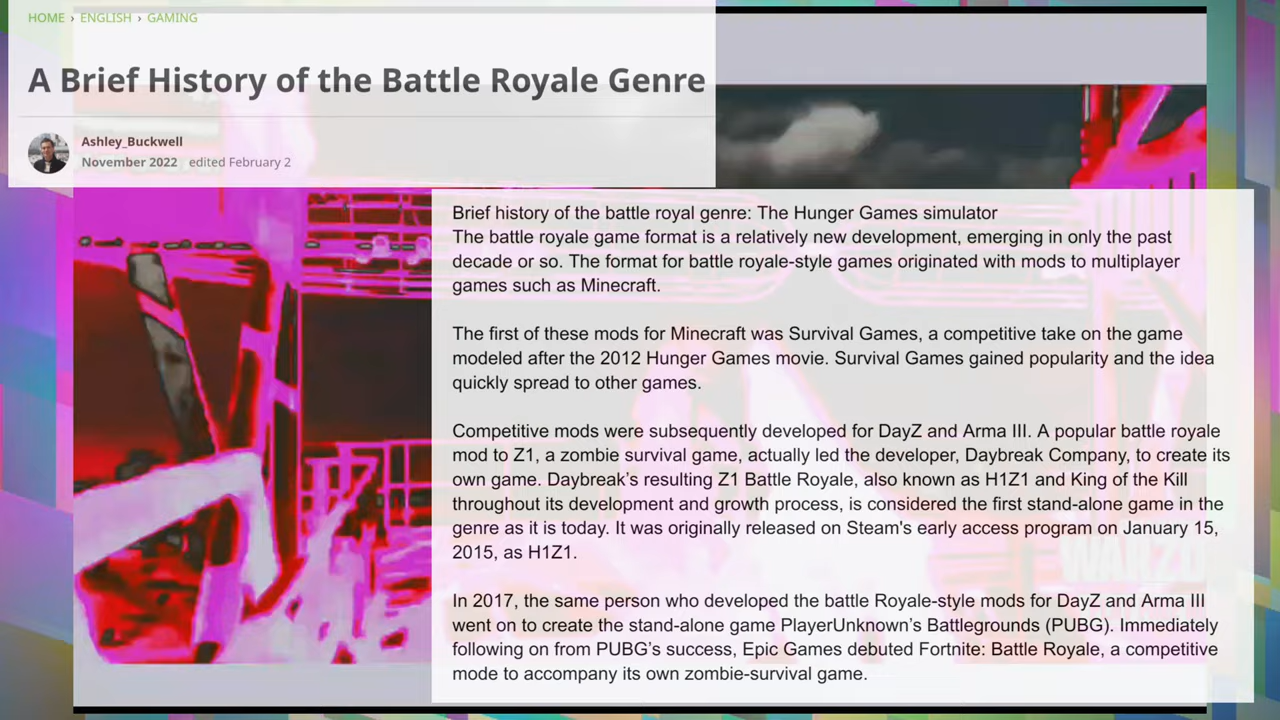 HOME › ENGLISH › GAMING
A Brief History of the Battle Royale Genre
Ashley_Buckwell
November 2022 edited February 2
Brief history of the battle royal genre: The Hunger Games simulator
The battle royale game format is a relatively new development, emerging in only the past
decade or so. The format for battle royale-style games originated with mods to multiplayer
games such as Minecraft.
The first of these mods for Minecraft was Survival Games, a competitive take on the game
modeled after the 2012 Hunger Games movie. Survival Games gained popularity and the idea
quickly spread to other games.
Competitive mods were subsequently developed for DayZ and Arma III. A popular battle royale
mod to Z1, a zombie survival game, actually led the developer, Daybreak Company, to create its
own game. Daybreak’s resulting Z1 Battle Royale, also known as H1Z1 and King of the Kill
throughout its development and growth process, is considered the first stand-alone game in the
genre as it is today. It was originally released on Steam's early access program on January 15,
2015, as H1Z1.
In 2017, the same person who developed the battle Royale-style mods for DayZ and Arma III
went on to create the stand-alone game PlayerUnknown’s Battlegrounds (PUBG). Immediately
following on from PUBG’s success, Epic Games debuted Fortnite: Battle Royale, a competitive
mode to accompany its own zombie-survival game.